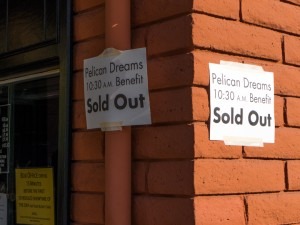 Pelican Dreams
10:30 A.M. Benefit
Sold Out
Pelican Dreams
10:30 A.M. Benefit
Sold Out